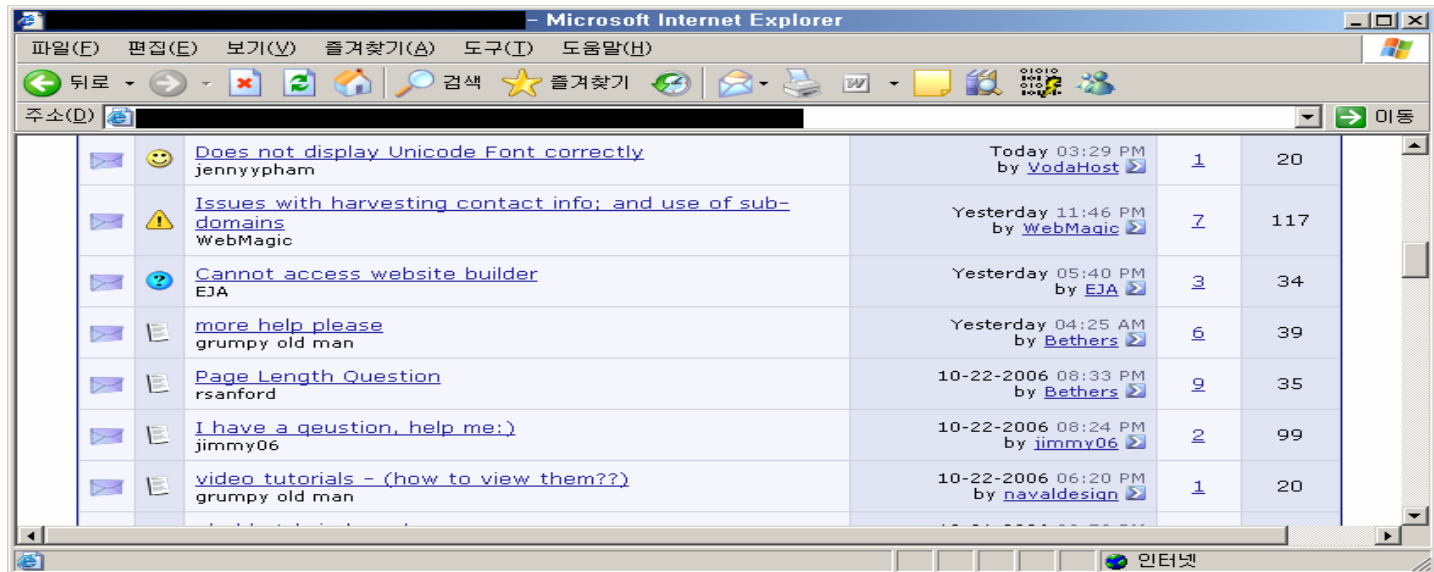 – Microsoft Internet Explorer
파일(F) 편집(E) 보기(V) 즐겨찾기(A) 도구(T) 도움말(H)
뒤로 검색 즐겨찾기
주소(D) 이동
Does not display Unicode Font correctly
jennyypham
Today 03:29 PM
by VodaHost
1
20
Issues with harvesting contact info; and use of sub-
domains
WebMagic
Yesterday 11:46 PM
by WebMagic
7
117
Cannot access website builder
EJA
Yesterday 05:40 PM
by EJA
3
34
more help please
grumpy old man
Yesterday 04:25 AM
by Bethers
6
39
Page Length Question
rsanford
10-22-2006 08:33 PM
by Bethers
9
35
I have a qeustion, help me:)
jimmy06
10-22-2006 08:24 PM
by jimmy06
2
99
video tutorials – (how to view them??)
grumpy old man
10-22-2006 06:20 PM
by navaldesign
1
20
인터넷